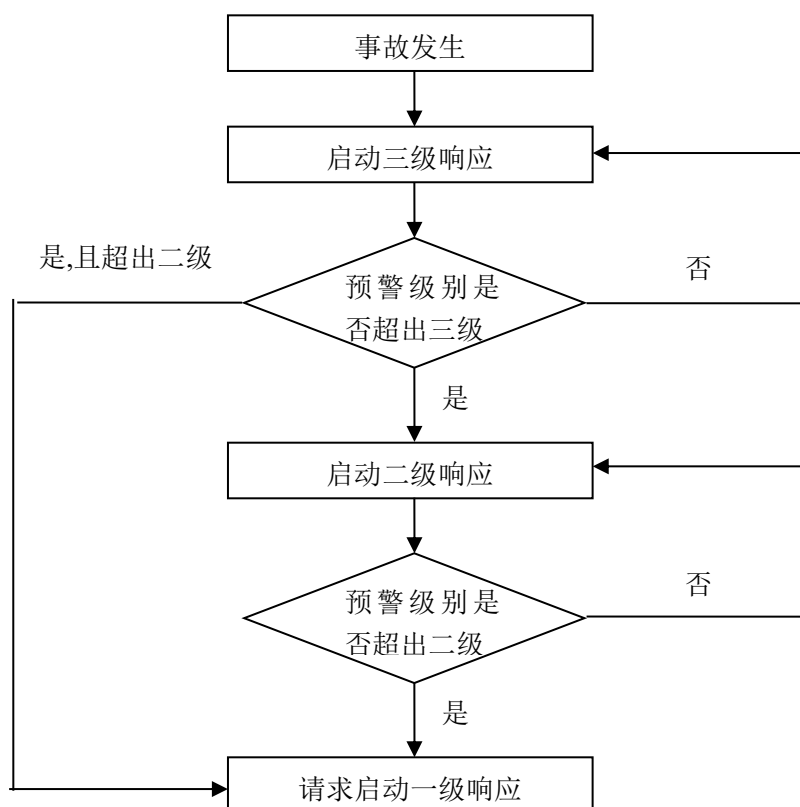 事故发生
启动三级响应
是,且超出二级
预警级别是
否超出三级
否
是
启动二级响应
预警级别是
否超出二级
否
是
请求启动一级响应